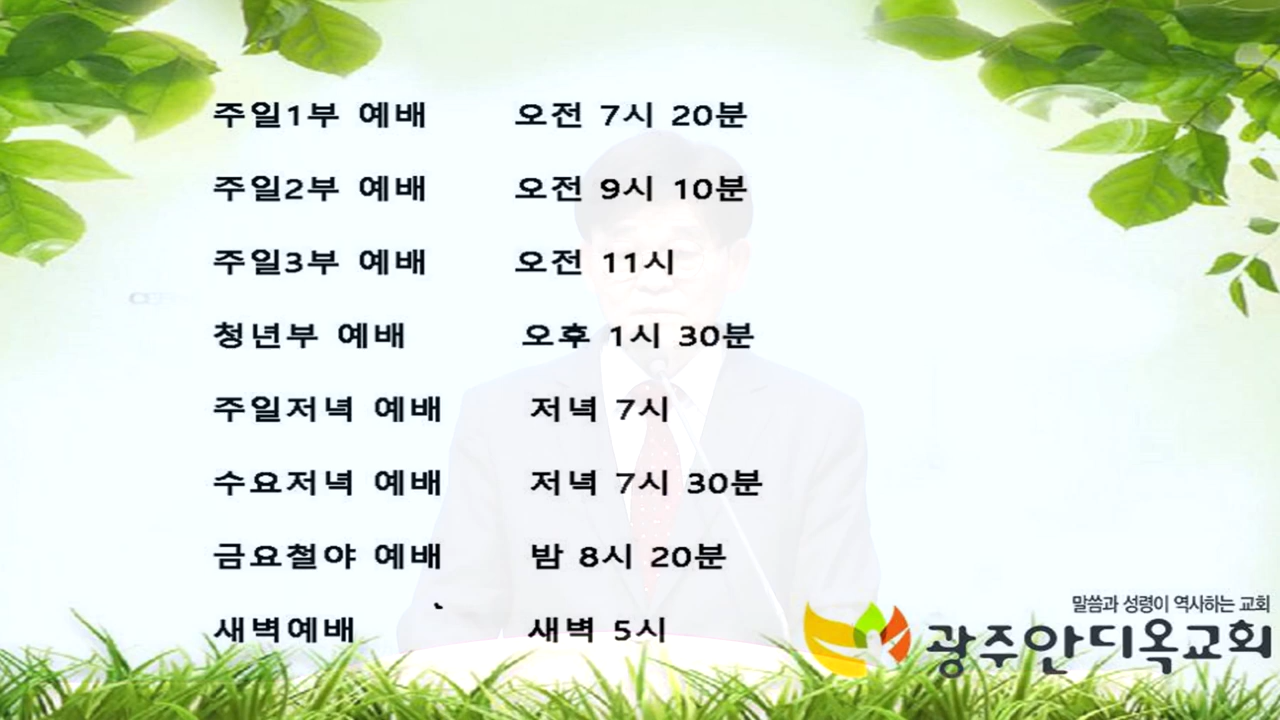 주일1부 예배 오전 7시 20분
주일2부 예배 오전 9시 10분
주일3부 예배 오전 11시
청년부 예배 오후 1시 30분
주일저녁 예배 저녁 7시
수요저녁 예배 저녁 7시 30분
금요철야 예배 밤 8시 20분
새벽예배 새벽 5시
말씀과 성령이 역사하는 교회
광주안디옥교회